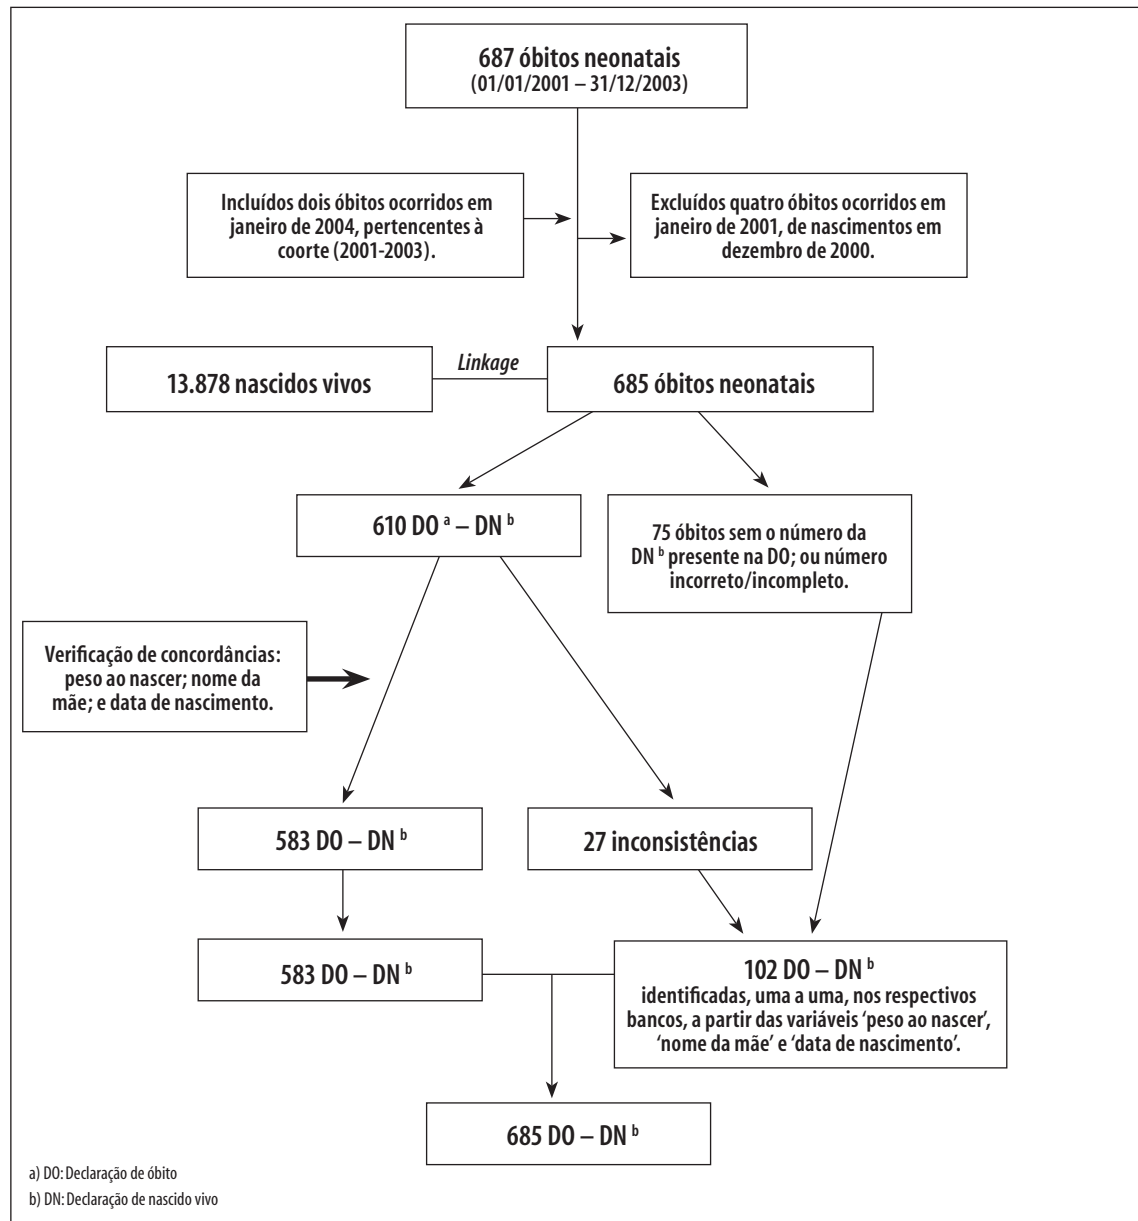 687 óbitos neonatais
(01/01/2001 – 31/12/2003)
Incluídos dois óbitos ocorridos em
janeiro de 2004, pertencentes à
coorte (2001-2003).
Excluídos quatro óbitos ocorridos em
janeiro de 2001, de nascimentos em
dezembro de 2000.
13.878 nascidos vivos
Linkage
685 óbitos neonatais
610 DO a – DN b
75 óbitos sem o número da
DN b presente na DO; ou número
incorreto/incompleto.
Verificação de concordâncias:
peso ao nascer; nome da
mãe; e data de nascimento.
583 DO – DN b
27 inconsistências
583 DO – DN b
102 DO – DN b
identificadas, uma a uma, nos respectivos
bancos, a partir das variáveis ‘peso ao nascer’,
‘nome da mãe’ e ‘data de nascimento’.
685 DO – DN b
a) DO: Declaração de óbito
b) DN: Declaração de nascido vivo